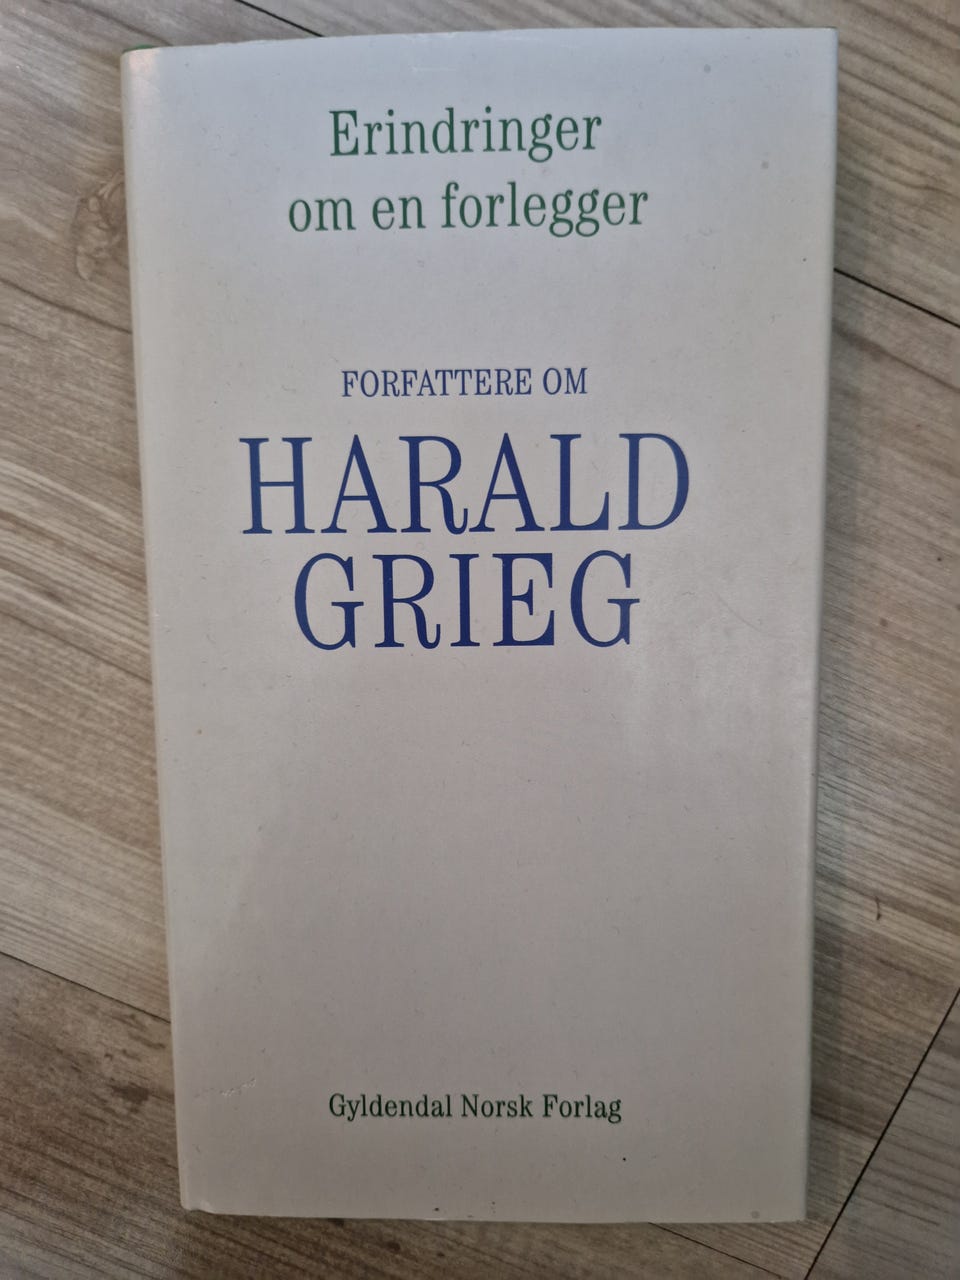 Erindringer
om en forlegger
FORFATTERE OM
HARALD
GRIEG
Gyldendal Norsk Forlag